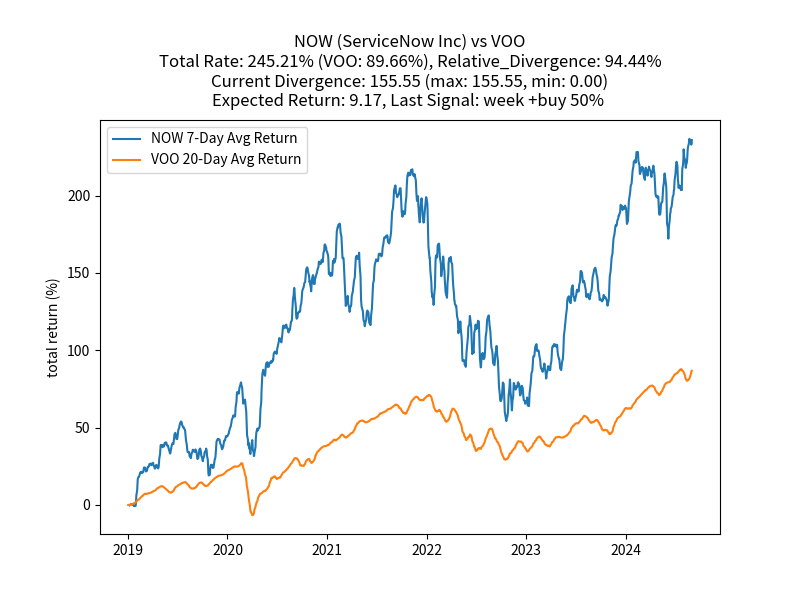 NOW (ServiceNow Inc) vs VOO
Total Rate: 245.21% (VOO: 89.66%), Relative_Divergence: 94.44%
Current Divergence: 155.55 (max: 155.55, min: 0.00)
Expected Return: 9.17, Last Signal: week +buy 50%
NOW 7-Day Avg Return
VOO 20-Day Avg Return
total return (%)
200
150
100
50
0
2019
2020
2021
2022
2023
2024